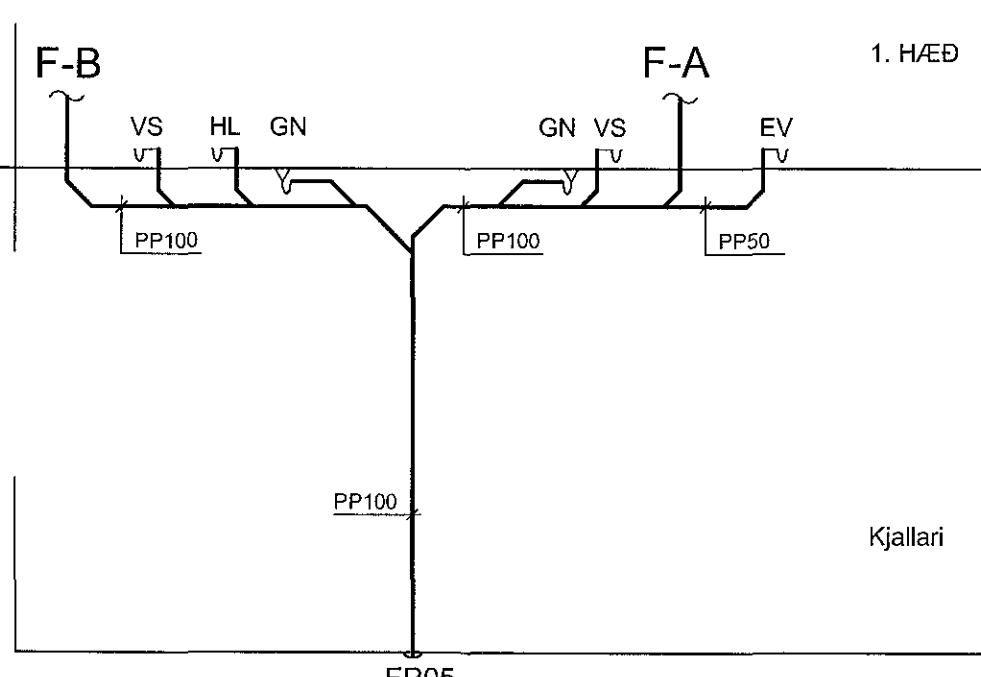 F-B
F-A
1. HÆÐ
VS HL GN
GN VS
EV
PP100
PP100
PP50
PP100
Kjallari